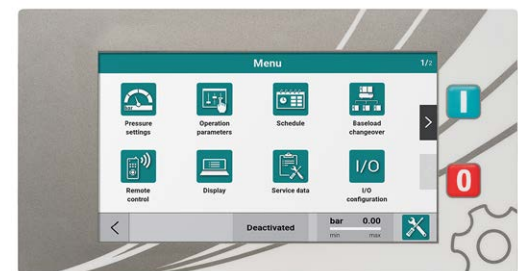 Menu
1/2
bar
Pressure
settings
Operation
parameters
Schedule
Baseload
changeover
Remote
control
Display
Service data
I/O
I/O
configuration
Deactivated
bar 0.00
min max
I
0